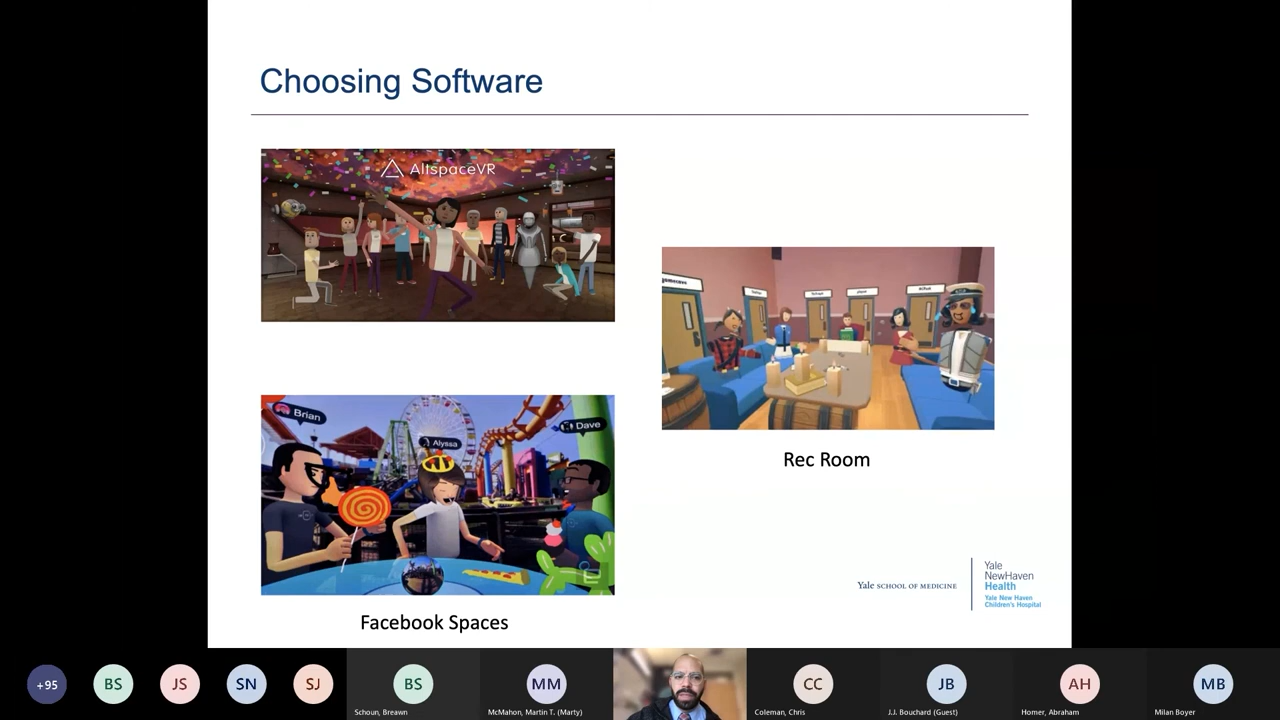 Choosing Software
AltspaceVR
Brian
Alyssa
Dave
Facebook Spaces
Rec Room
Yale SCHOOL OF MEDICINE
Yale
NewHaven
Health
Yale New Haven
Children's Hospital
+95
BS
JS
SN
SJ
BS
Schoun, Breawn
MM
McMahon, Martin T. (Marty)
CC
Coleman, Chris
JB
J.J. Bouchard (Guest)
AH
Homer, Abraham
MB
Milan Boyer